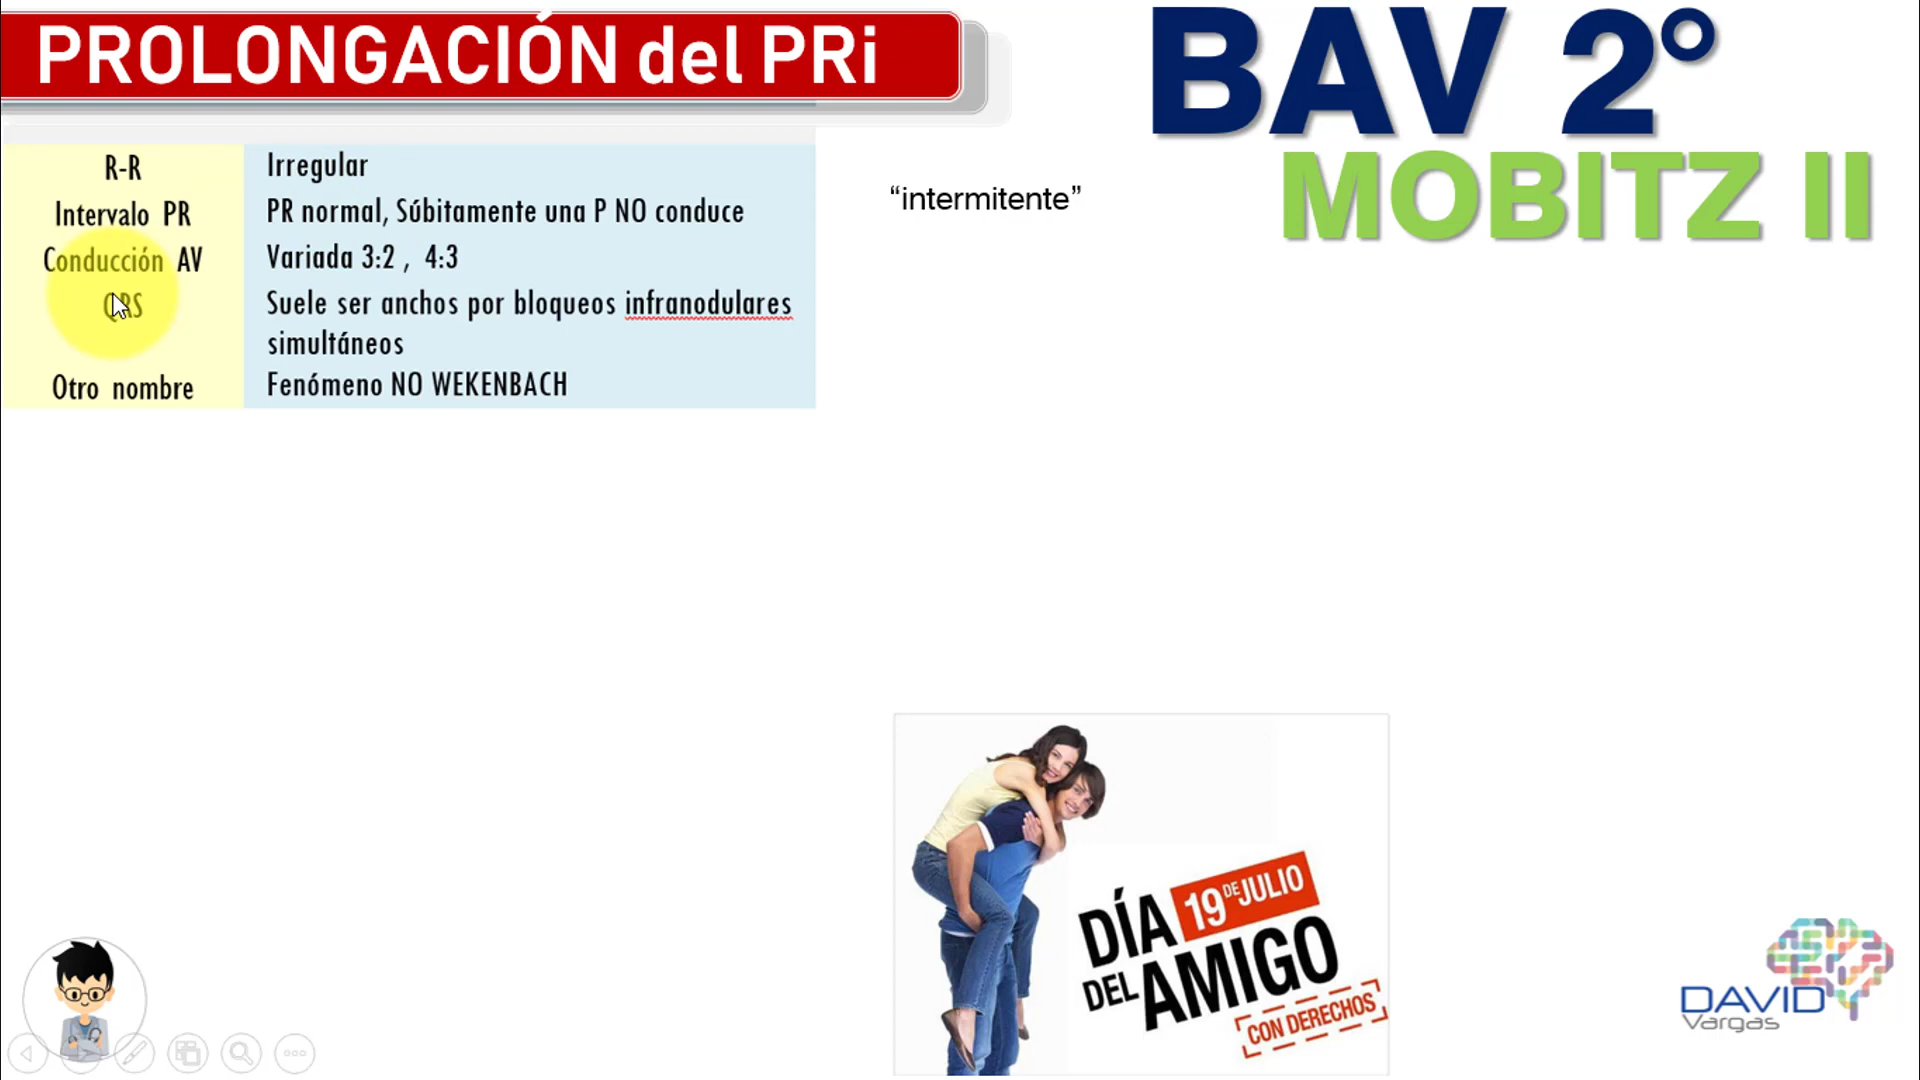 PROLONGACIÓN del PRi
BAV 2°
MOBITZ II
R-R Irregular
Intervalo PR PR normal, Súbitamente una P NO conduce
"intermitente"
Conducción AV Variada 3:2 , 4:3
QRS Suele ser anchos por bloqueos infranodulares
simultáneos
Otro nombre Fenómeno NO WEKENBACH
DÍA 19 DE JULIO
DEL AMIGO
CON DERECHOS
DAVID
Vargas